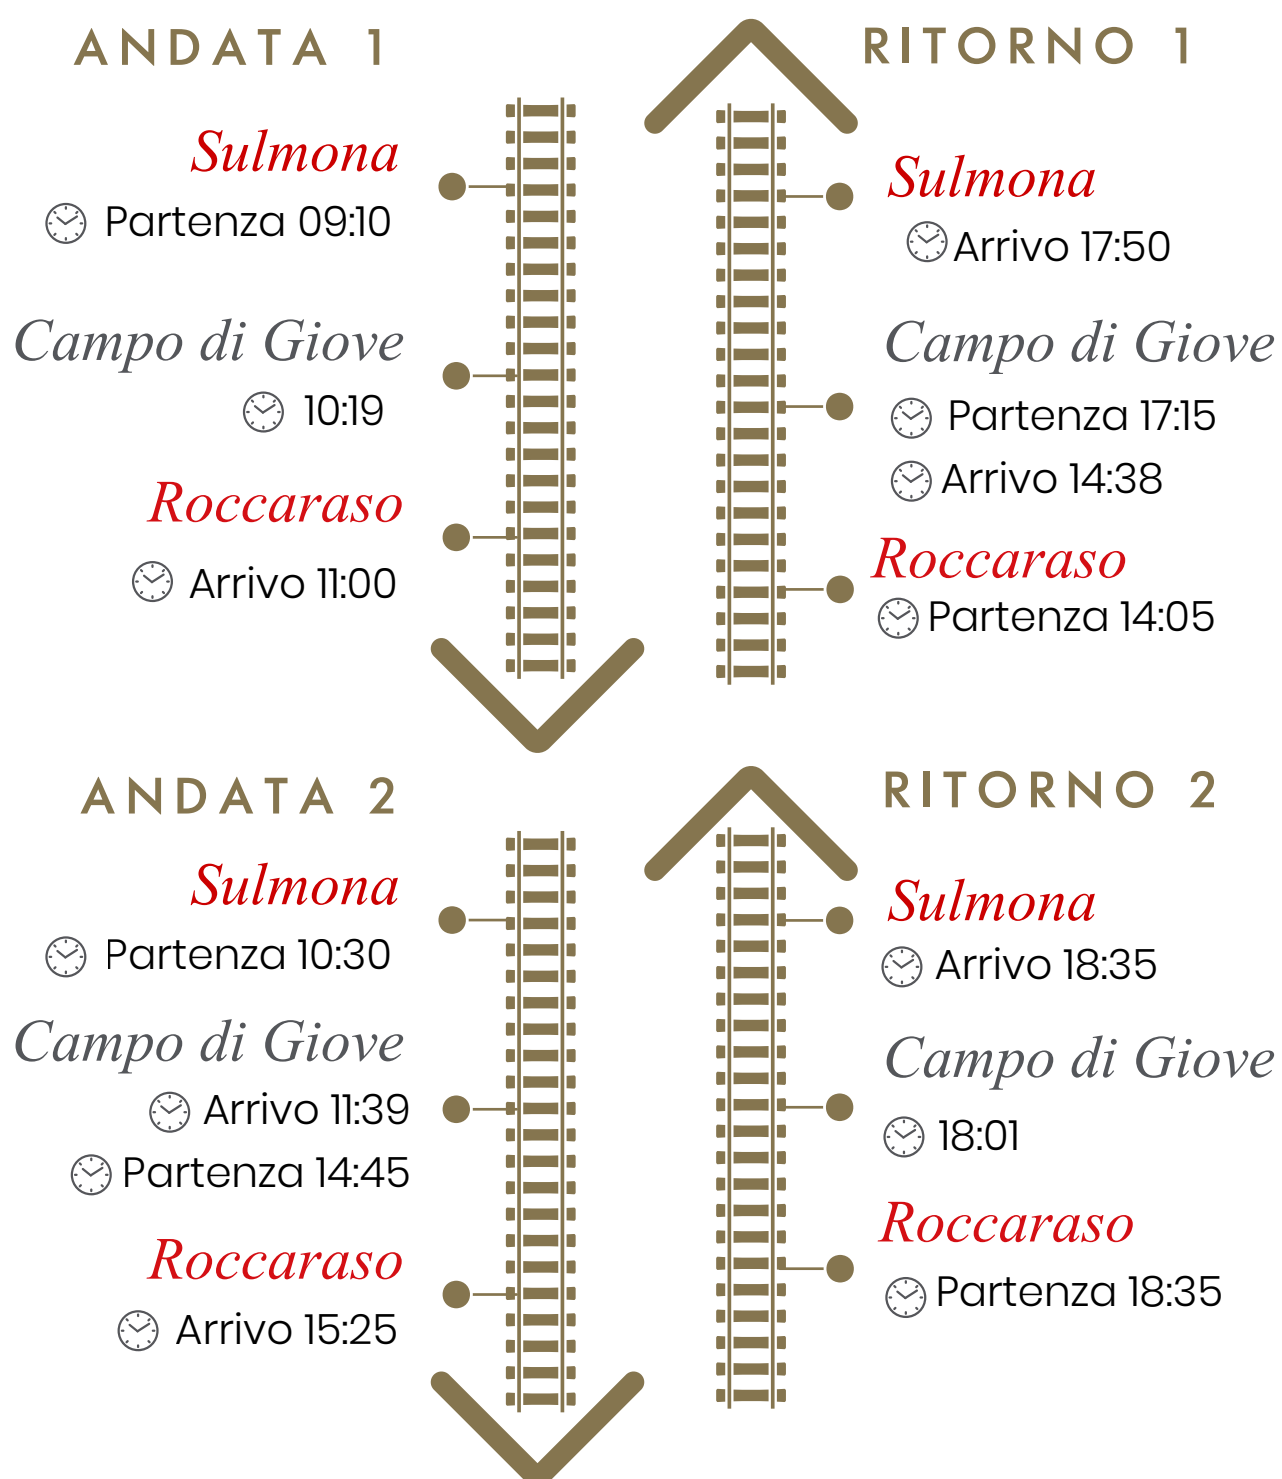 ANDATA 1
Sulmona
Partenza 09:10
Campo di Giove
10:19
Roccaraso
Arrivo 11:00
RITORNO 1
Sulmona
Arrivo 17:50
Campo di Giove
Partenza 17:15
Arrivo 14:38
Roccaraso
Partenza 14:05
ANDATA 2
Sulmona
Partenza 10:30
Campo di Giove
Arrivo 11:39
Partenza 14:45
Roccaraso
Arrivo 15:25
RITORNO 2
Sulmona
Arrivo 18:35
Campo di Giove
18:01
Roccaraso
Partenza 18:35